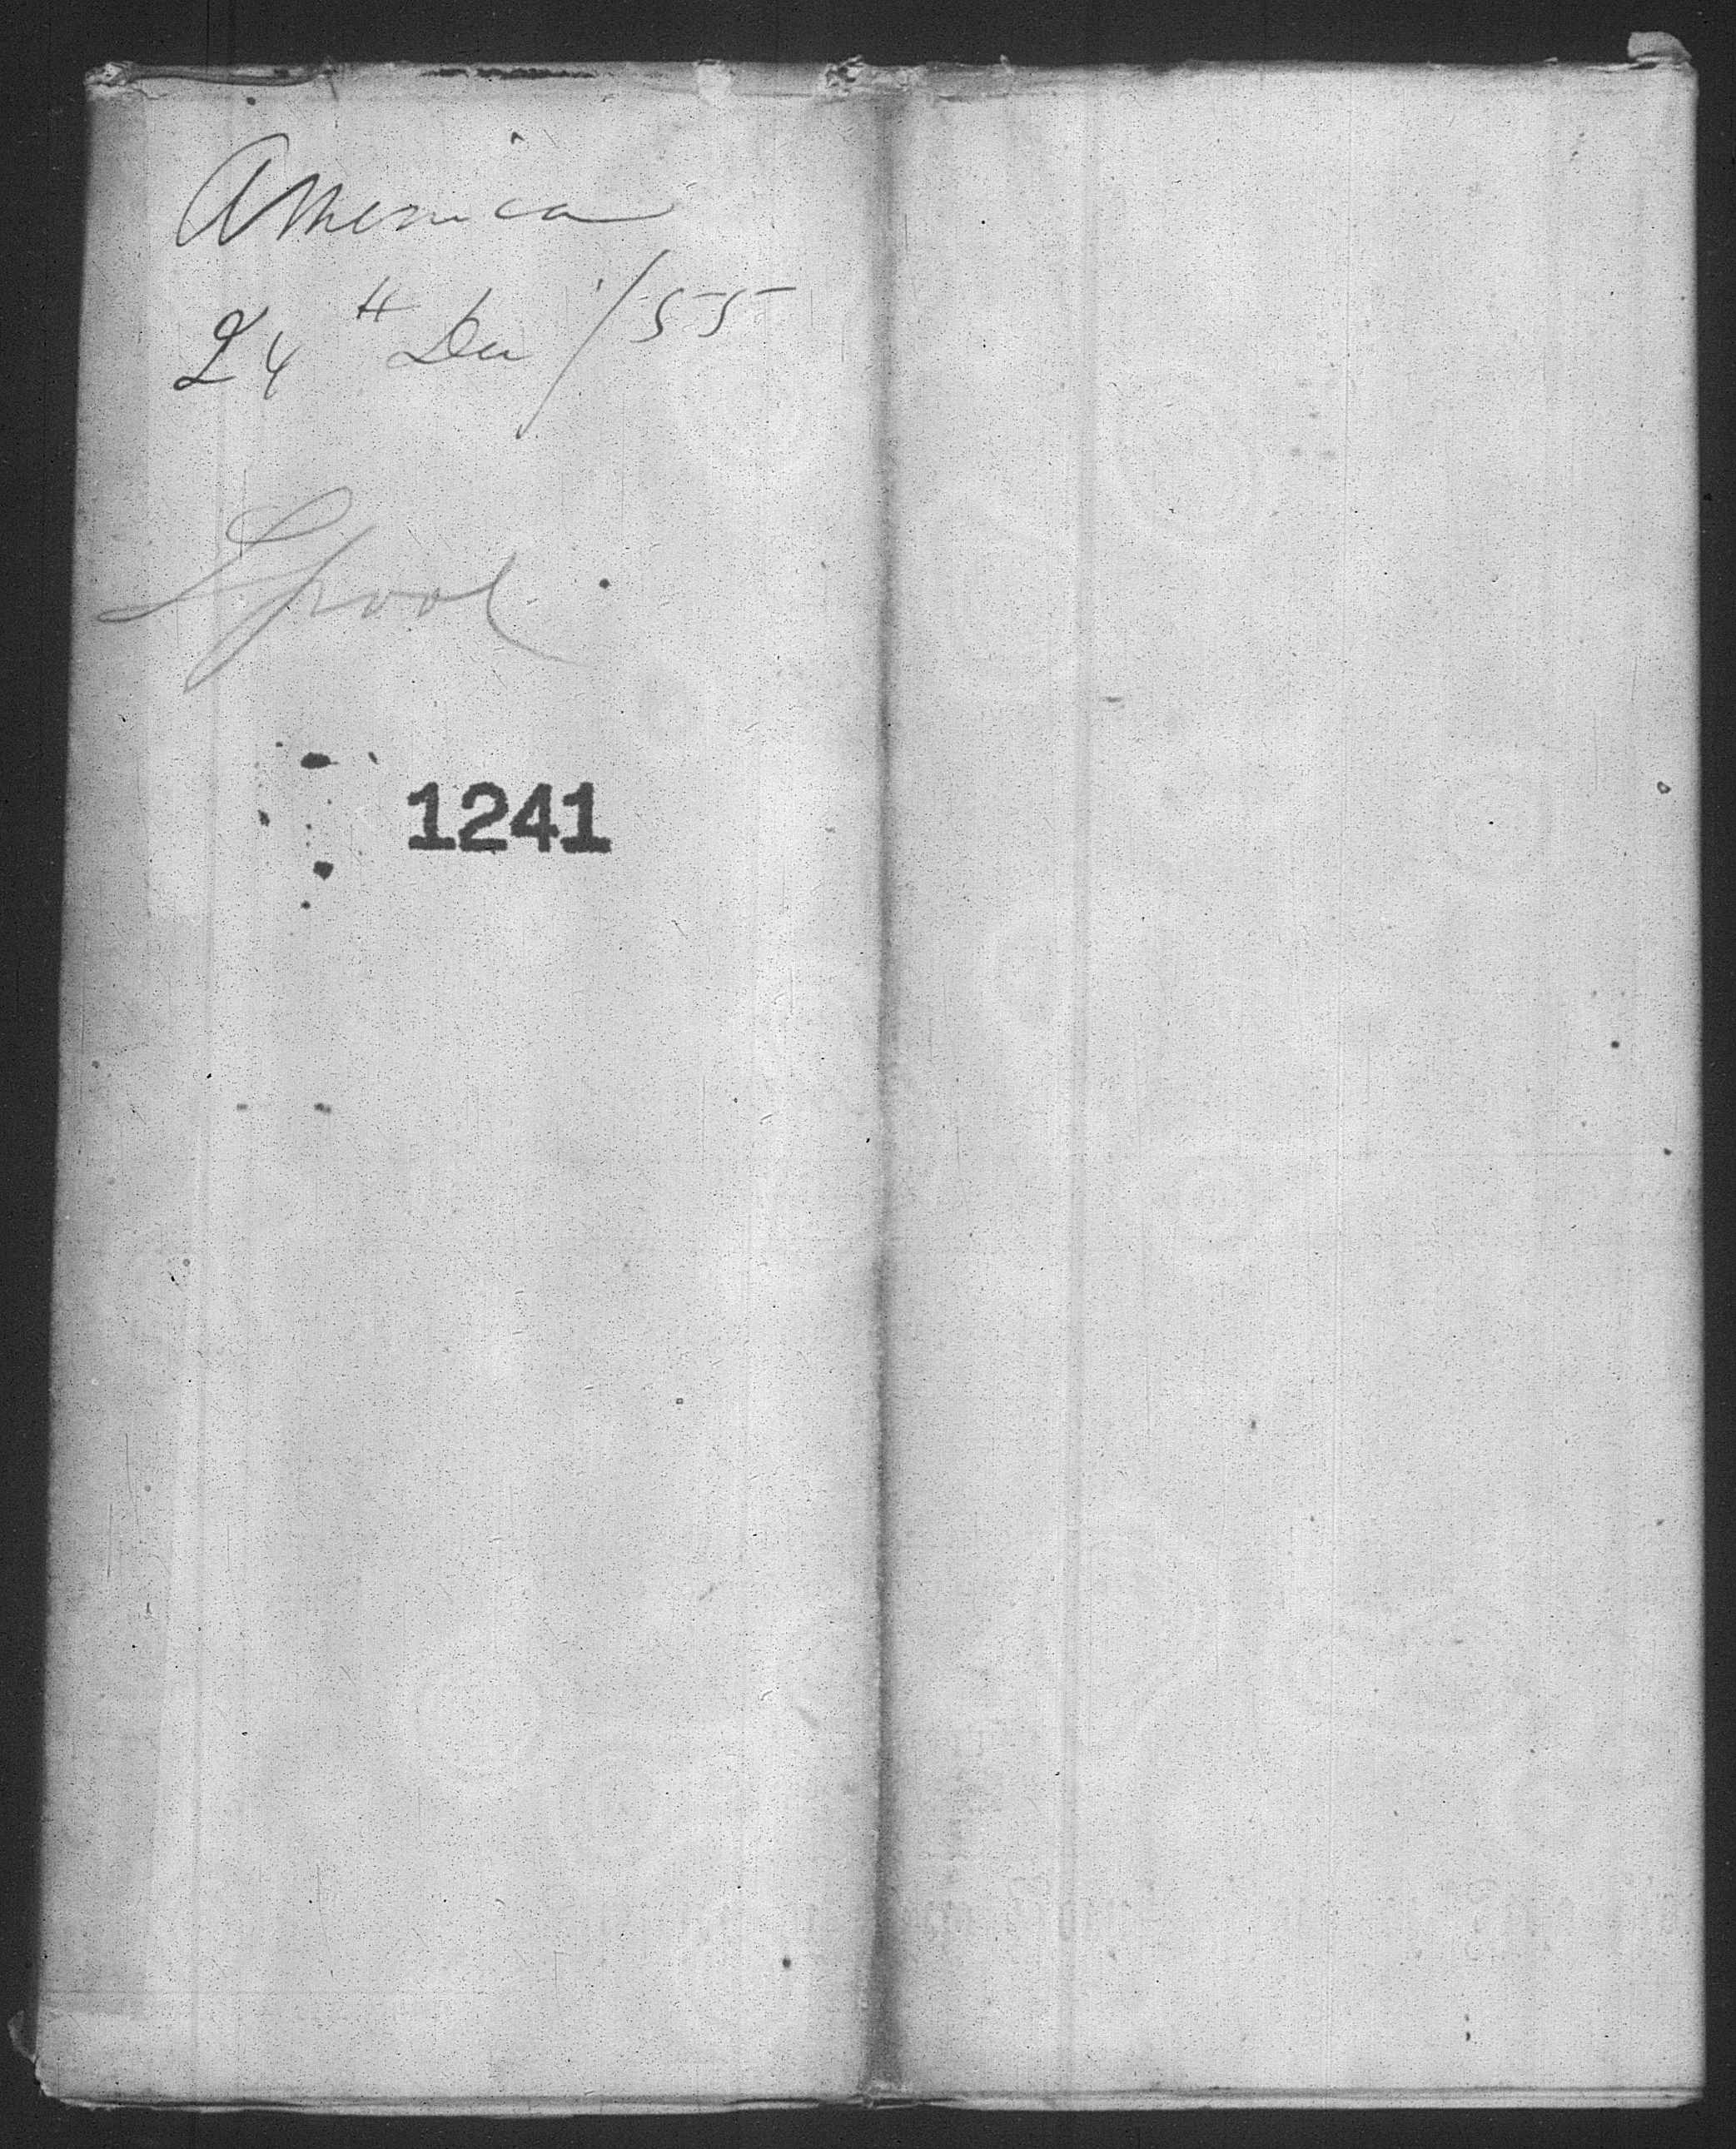 America
24th Dec /55
Lpool
1241